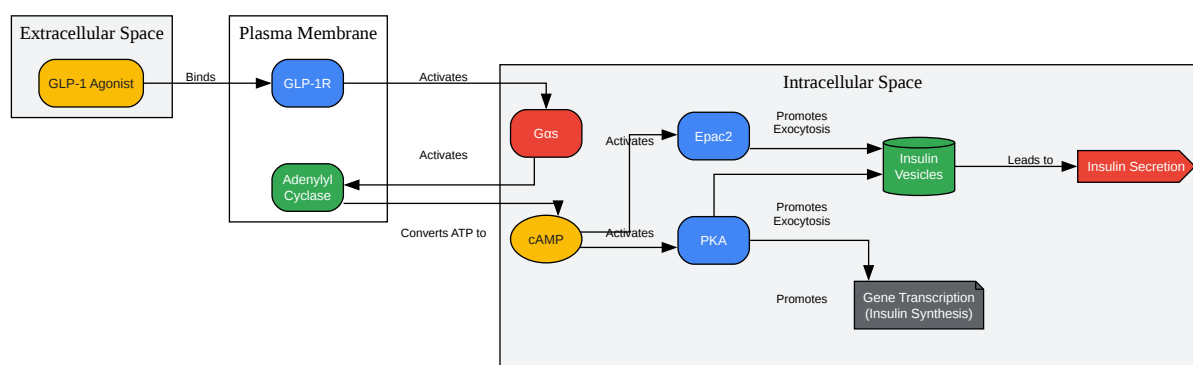 Extracellular Space
Plasma Membrane
GLP-1 Agonist
Binds
GLP-1R
Activates
Intracellular Space
Gαs
Activates
Adenylyl
Cyclase
Converts ATP to
cAMP
Activates
Epac2
Promotes
Exocytosis
Insulin
Vesicles
Leads to
Insulin Secretion
Activates
PKA
Promotes
Exocytosis
Promotes
Gene Transcription
(Insulin Synthesis)